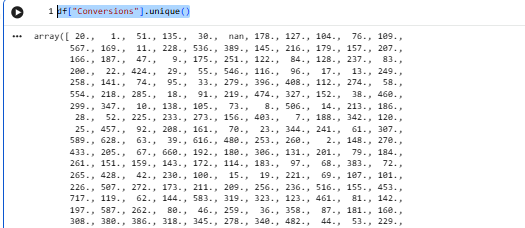 1 df["Conversions"].unique()
array([ 20., 1., 51., 135., 30., nan, 178., 127., 104., 76., 109.,
567., 169., 11., 228., 536., 389., 145., 216., 179., 157., 207.,
166., 187., 47., 9., 175., 251., 122., 84., 128., 237., 83.,
200., 22., 424., 29., 55., 546., 116., 96., 17., 13., 249.,
258., 141., 74., 95., 33., 279., 396., 408., 112., 274., 58.,
554., 218., 285., 18., 91., 219., 474., 327., 152., 38., 460.,
299., 347., 10., 138., 105., 73., 8., 506., 14., 213., 186.,
28., 52., 225., 233., 273., 156., 403., 7., 188., 342., 120.,
25., 457., 92., 208., 161., 70., 23., 344., 241., 61., 307.,
589., 628., 63., 39., 616., 480., 253., 260., 2., 148., 270.,
433., 205., 67., 660., 192., 180., 306., 131., 201., 79., 184.,
261., 151., 159., 143., 172., 114., 183., 97., 68., 383., 72.,
265., 428., 42., 230., 100., 15., 19., 221., 69., 107., 101.,
226., 507., 272., 173., 211., 209., 256., 236., 516., 155., 453.,
717., 119., 62., 144., 583., 319., 323., 123., 461., 81., 142.,
197., 587., 262., 80., 46., 259., 36., 358., 87., 181., 160.,
308., 380., 386., 318., 345., 278., 340., 482., 44., 53., 229.,